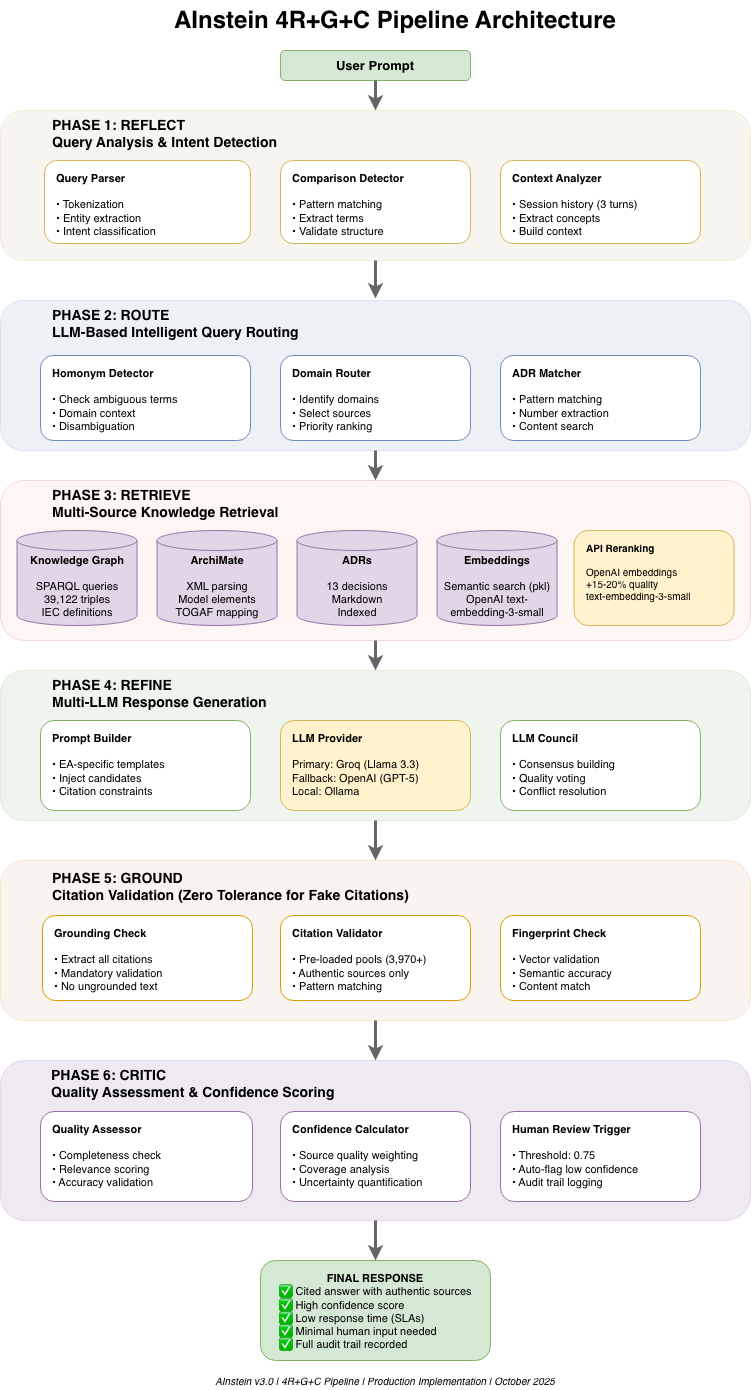 AInstein 4R+G+C Pipeline Architecture
User Prompt
PHASE 1: REFLECT
Query Analysis & Intent Detection
Query Parser
• Tokenization
• Entity extraction
• Intent classification
Comparison Detector
• Pattern matching
• Extract terms
• Validate structure
Context Analyzer
• Session history (3 turns)
• Extract concepts
• Build context
PHASE 2: ROUTE
LLM-Based Intelligent Query Routing
Homonym Detector
• Check ambiguous terms
• Domain context
• Disambiguation
Domain Router
• Identify domains
• Select sources
• Priority ranking
ADR Matcher
• Pattern matching
• Number extraction
• Content search
PHASE 3: RETRIEVE
Multi-Source Knowledge Retrieval
Knowledge Graph
SPARQL queries
39,122 triples
IEC definitions
ArchiMate
XML parsing
Model elements
TOGAF mapping
ADRs
13 decisions
Markdown
Indexed
Embeddings
Semantic search (pkl)
OpenAI text-
embedding-3-small
API Reranking
OpenAI embeddings
+15-20% quality
text-embedding-3-small
PHASE 4: REFINE
Multi-LLM Response Generation
Prompt Builder
• EA-specific templates
• Inject candidates
• Citation constraints
LLM Provider
Primary: Groq (Llama 3.3)
Fallback: OpenAI (GPT-5)
Local: Ollama
LLM Council
• Consensus building
• Quality voting
• Conflict resolution
PHASE 5: GROUND
Citation Validation (Zero Tolerance for Fake Citations)
Grounding Check
• Extract all citations
• Mandatory validation
• No ungrounded text
Citation Validator
• Pre-loaded pools (3,970+)
• Authentic sources only
• Pattern matching
Fingerprint Check
• Vector validation
• Semantic accuracy
• Content match
PHASE 6: CRITIC
Quality Assessment & Confidence Scoring
Quality Assessor
• Completeness check
• Relevance scoring
• Accuracy validation
Confidence Calculator
• Source quality weighting
• Coverage analysis
• Uncertainty quantification
Human Review Trigger
• Threshold: 0.75
• Auto-flag low confidence
• Audit trail logging
FINAL RESPONSE
✅ Cited answer with authentic sources
✅ High confidence score
✅ Low response time (SLAs)
✅ Minimal human input needed
✅ Full audit trail recorded
AInstein v3.0 | 4R+G+C Pipeline | Production Implementation | October 2025